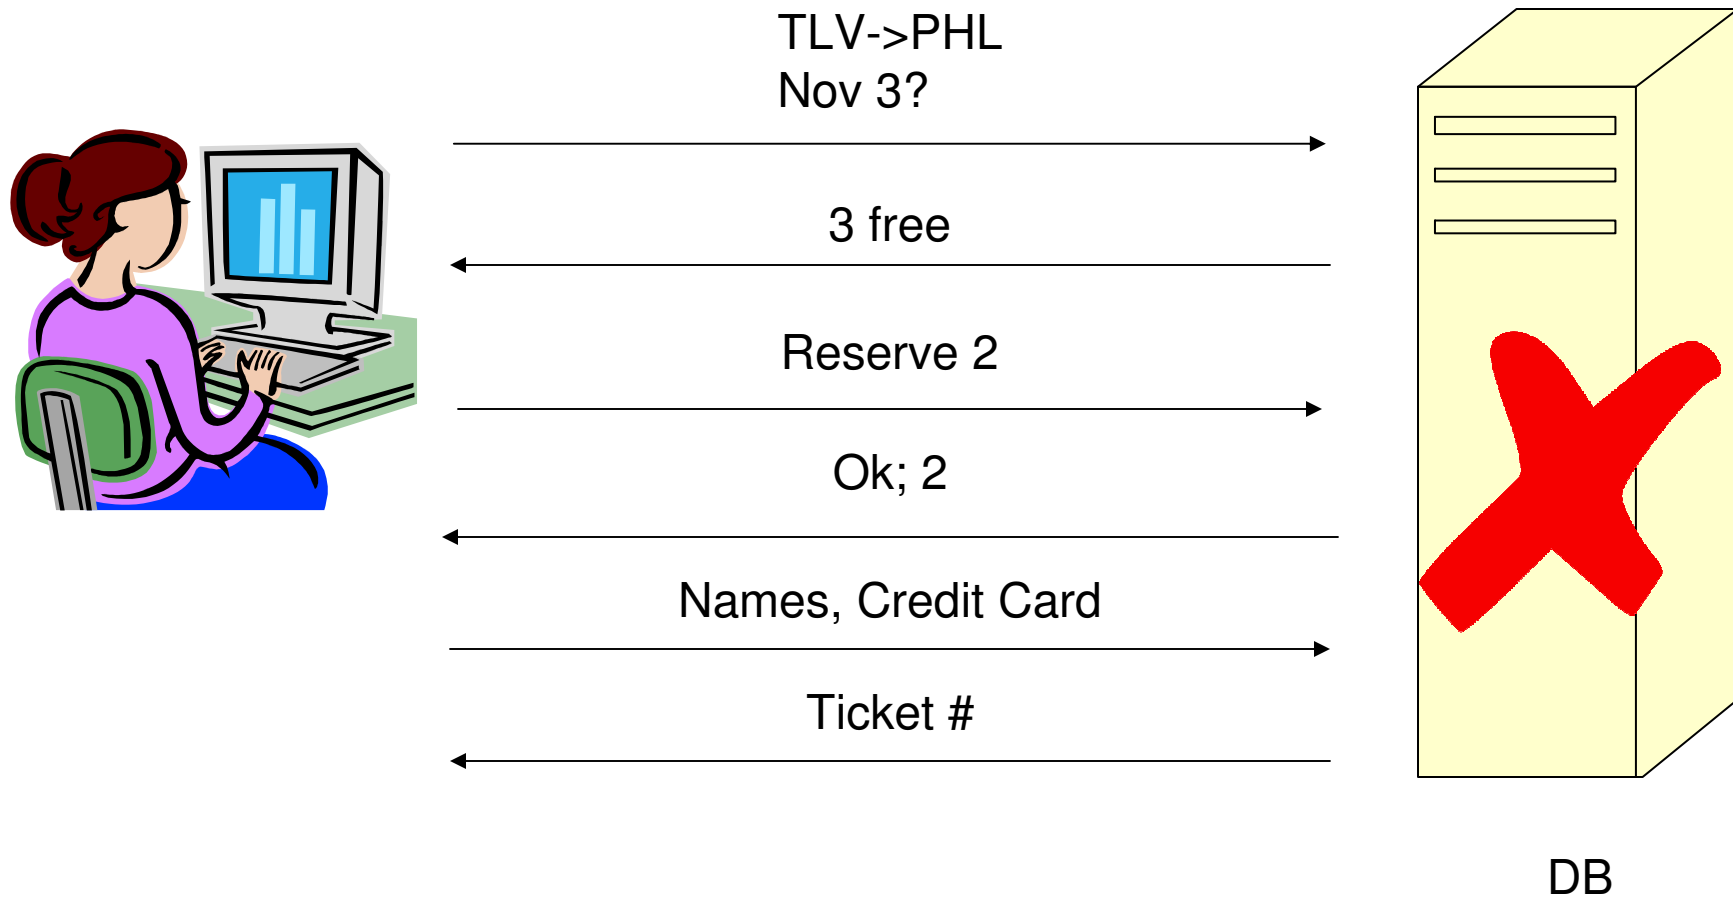 TLV->PHL
Nov 3?
3 free
Reserve 2
Ok; 2
Names, Credit Card
Ticket #
DB